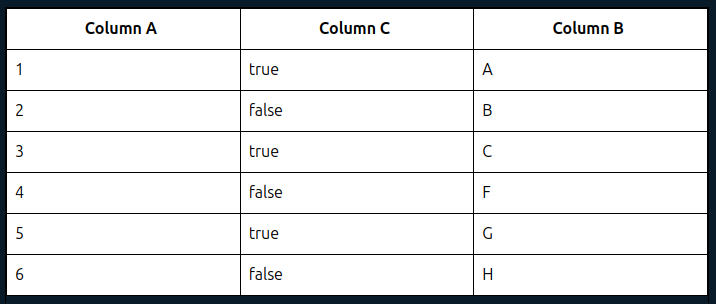 Column A Column C Column B
1 true A
2 false B
3 true C
4 false F
5 true G
6 false H